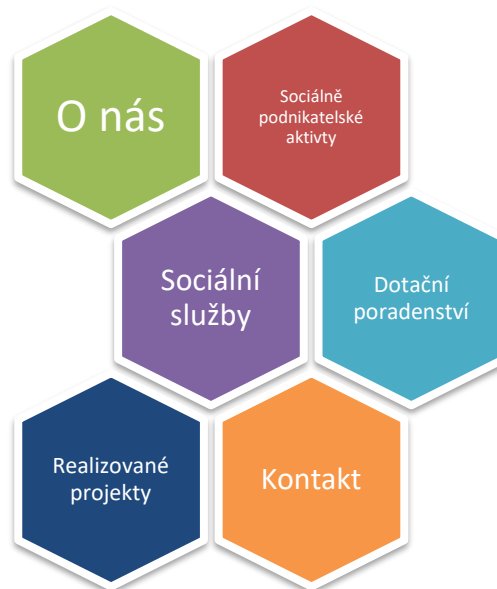 O nás
Sociálně
podnikatelské
aktivty
Sociální
služby
Dotační
poradenství
Realizované
projekty
Kontakt